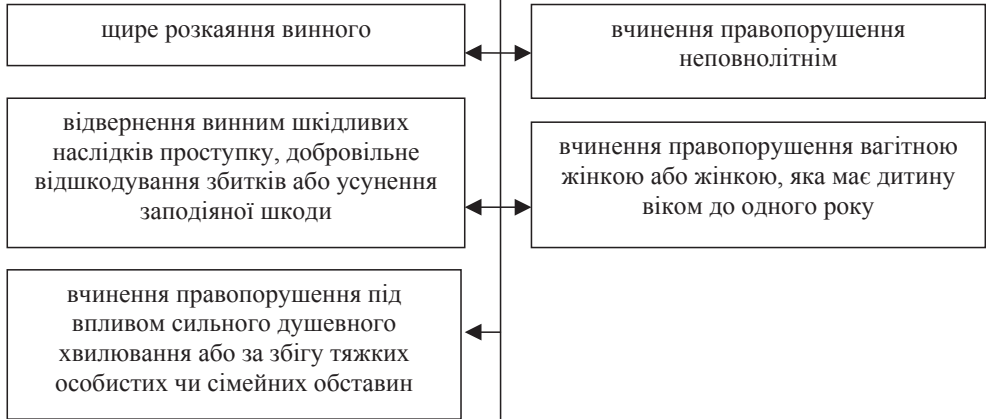 щире розкаяння винного
вчинення правопорушення
неповнолітнім
відвернення винним шкідливих
наслідків проступку, добровільне
відшкодування збитків або усунення
заподіяної шкоди
вчинення правопорушення вагітною
жінкою або жінкою, яка має дитину
віком до одного року
вчинення правопорушення під
впливом сильного душевного
хвилювання або за збігу тяжких
особистих чи сімейних обставин